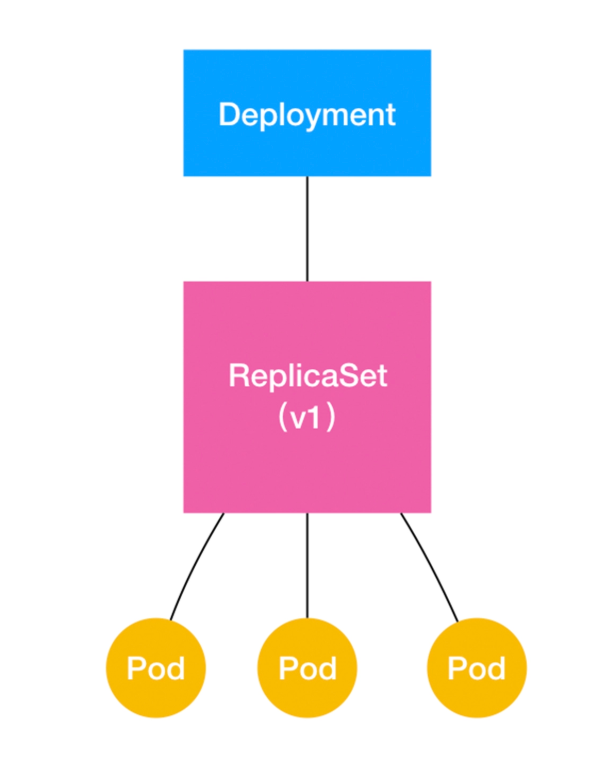 Deployment
ReplicaSet
(v1)
Pod
Pod
Pod